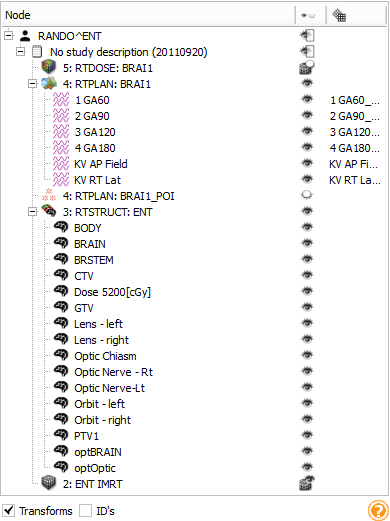 Node
RANDO^ENT
No study description (20110920)
5: RTDOSE: BRAI1
4: RTPLAN: BRAI1
1 GA60 1 GA60_...
2 GA90 2 GA90_...
3 GA120 3 GA120...
4 GA180 4 GA180...
KV AP Field KV AP Fi...
KV RT Lat KV RT La...
4: RTPLAN: BRAI1_POI
3: RTSTRUCT: ENT
BODY
BRAIN
BRSTEM
CTV
Dose 5200[cGy]
GTV
Lens - left
Lens - right
Optic Chiasm
Optic Nerve - Rt
Optic Nerve-Lt
Orbit - left
Orbit - right
PTV1
optBRAIN
optOptic
2: ENT IMRT
Transforms ID's
?